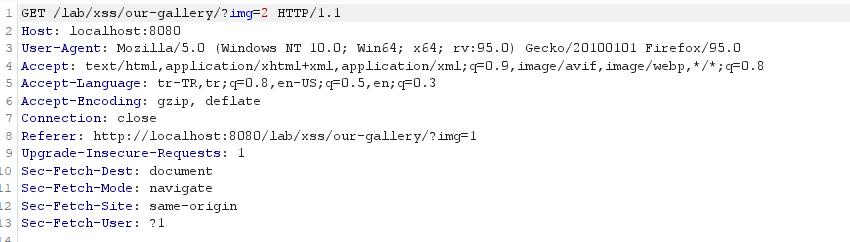 1 GET /lab/xss/our-gallery/?img=2 HTTP/1.1
2 Host: localhost:8080
3 User-Agent: Mozilla/5.0 (Windows NT 10.0; Win64; x64; rv:95.0) Gecko/20100101 Firefox/95.0
4 Accept: text/html,application/xhtml+xml,application/xml;q=0.9,image/avif,image/webp,*/*;q=0.8
5 Accept-Language: tr-TR,tr;q=0.8,en-US;q=0.5,en;q=0.3
6 Accept-Encoding: gzip, deflate
7 Connection: close
8 Referer: http://localhost:8080/lab/xss/our-gallery/?img=1
9 Upgrade-Insecure-Requests: 1
10 Sec-Fetch-Dest: document
11 Sec-Fetch-Mode: navigate
12 Sec-Fetch-Site: same-origin
13 Sec-Fetch-User: ?1
14